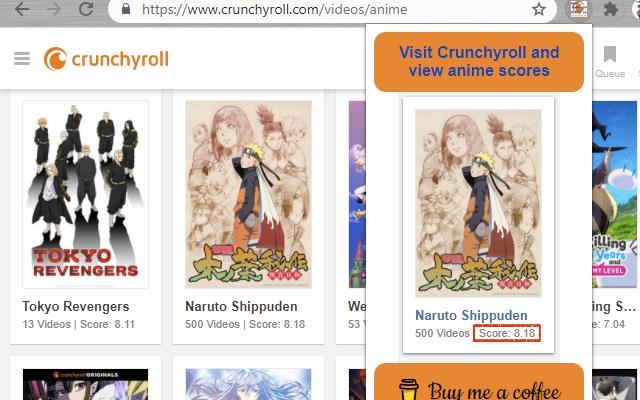 https://www.crunchyroll.com/videos/anime
crunchyroll
Queue
Visit Crunchyroll and
view anime scores
TOKYO
REVENGERS
Tokyo Revengers
13 Videos | Score: 8.11
Naruto Shippuden
500 Videos | Score: 8.18
We
53
Naruto Shippuden
500 Videos
Score: 8.18
illing
Years
and
MY LEVEL
ing S...
re: 7.04
crunchyroll ORIGINALS
Buy me a coffee